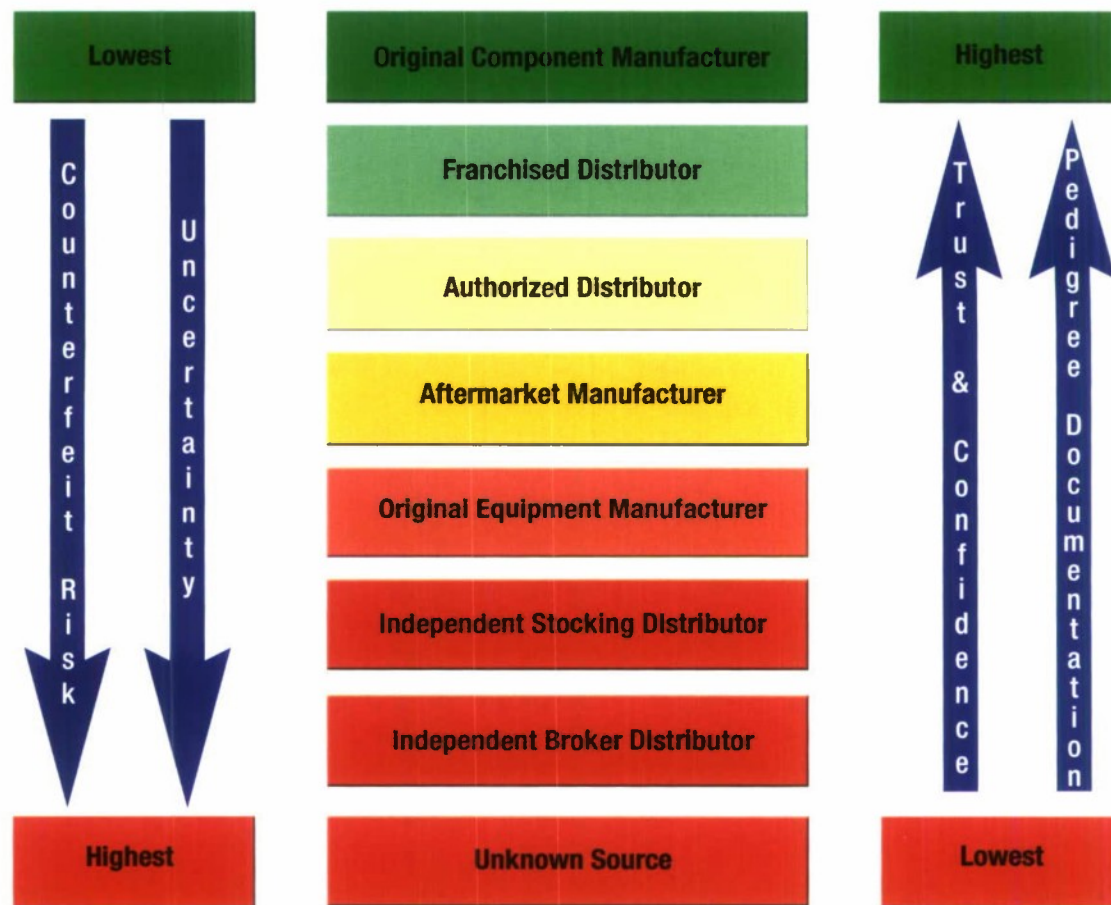 Lowest
Original Component Manufacturer
Highest
Counterfeit Risk
Uncertainty
Franchised Distributor
Authorized Distributor
Aftermarket Manufacturer
Original Equipment Manufacturer
Independent Stocking Distributor
Independent Broker Distributor
Trust & Confidence
Pedigree Documentation
Highest
Unknown Source
Lowest